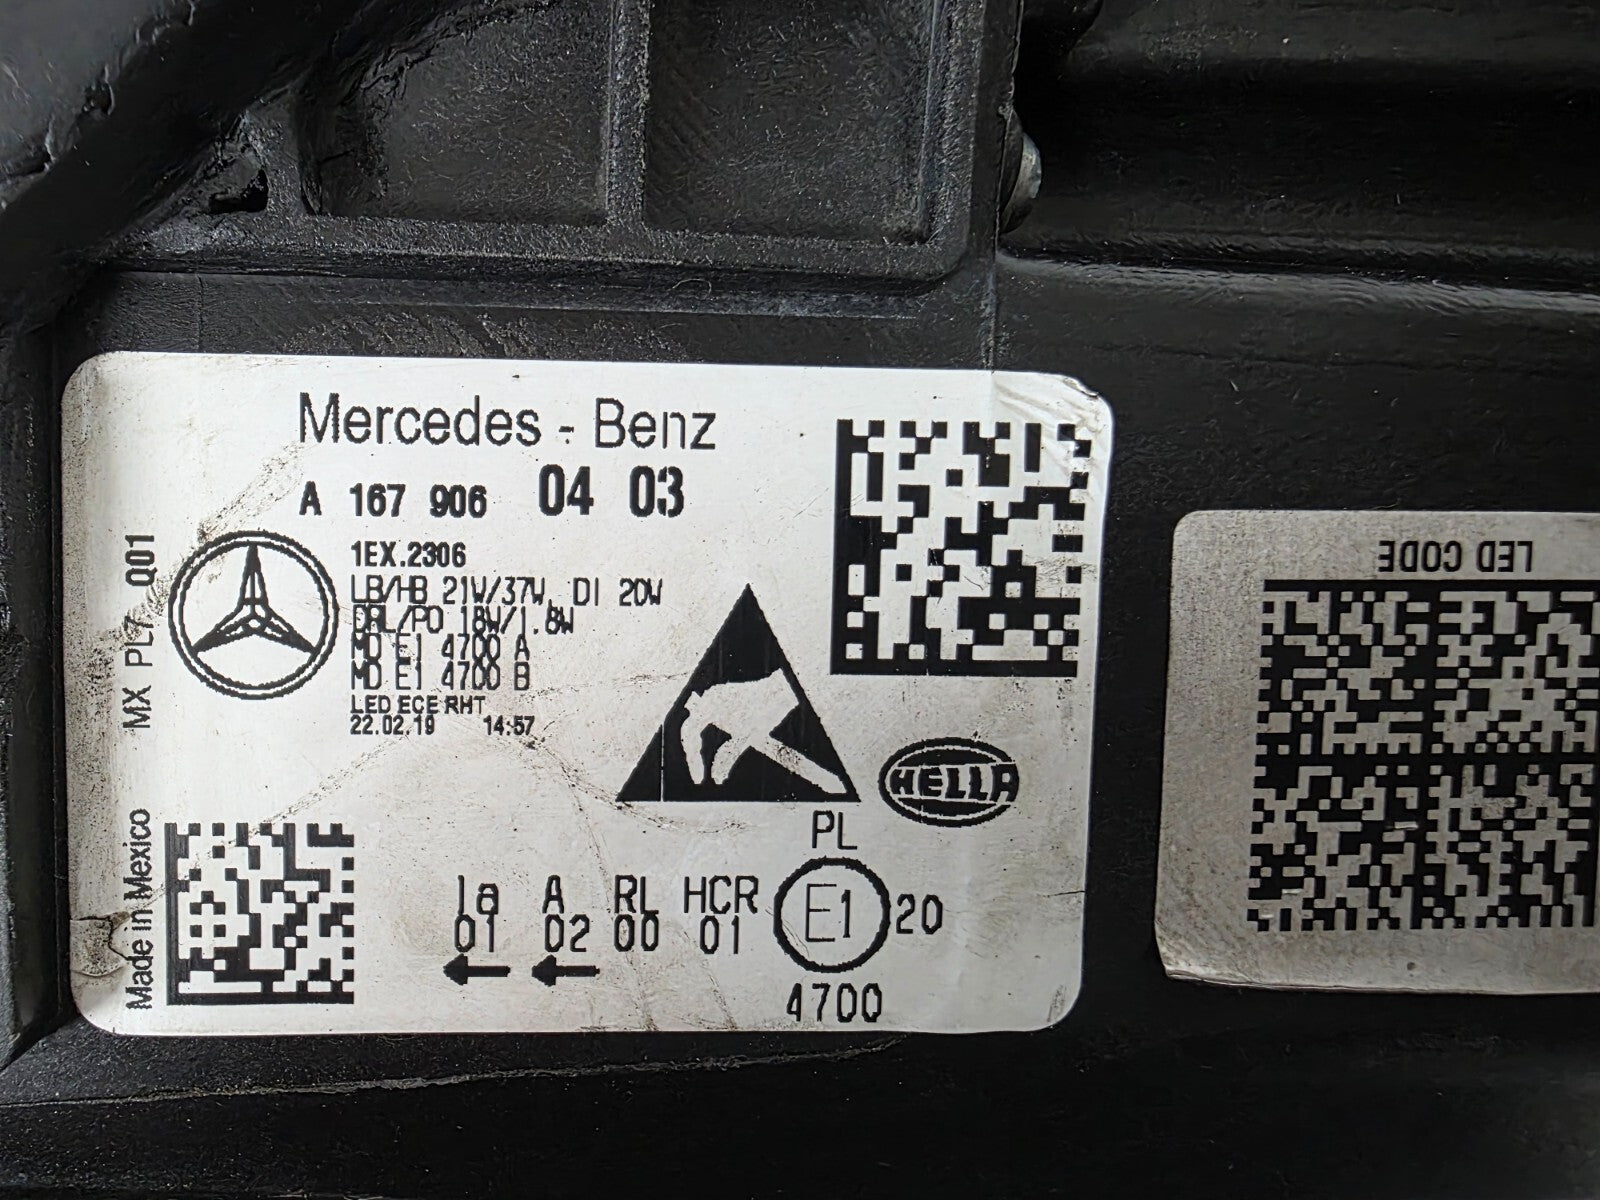 Mercedes - Benz
A 167 906 04 03
1EX.2306
LB/HB 21W/37W, DI 20W
DRL/PO 18W/1.8W
MD E1 4700 A
MD E1 4700 B
LED ECE RHT
22.02.19 14:57
MX PL7 Q01
Made in Mexico
HELLA
PL
1a A RL HCR E1 20
01 02 00 01
4700
LED CODE